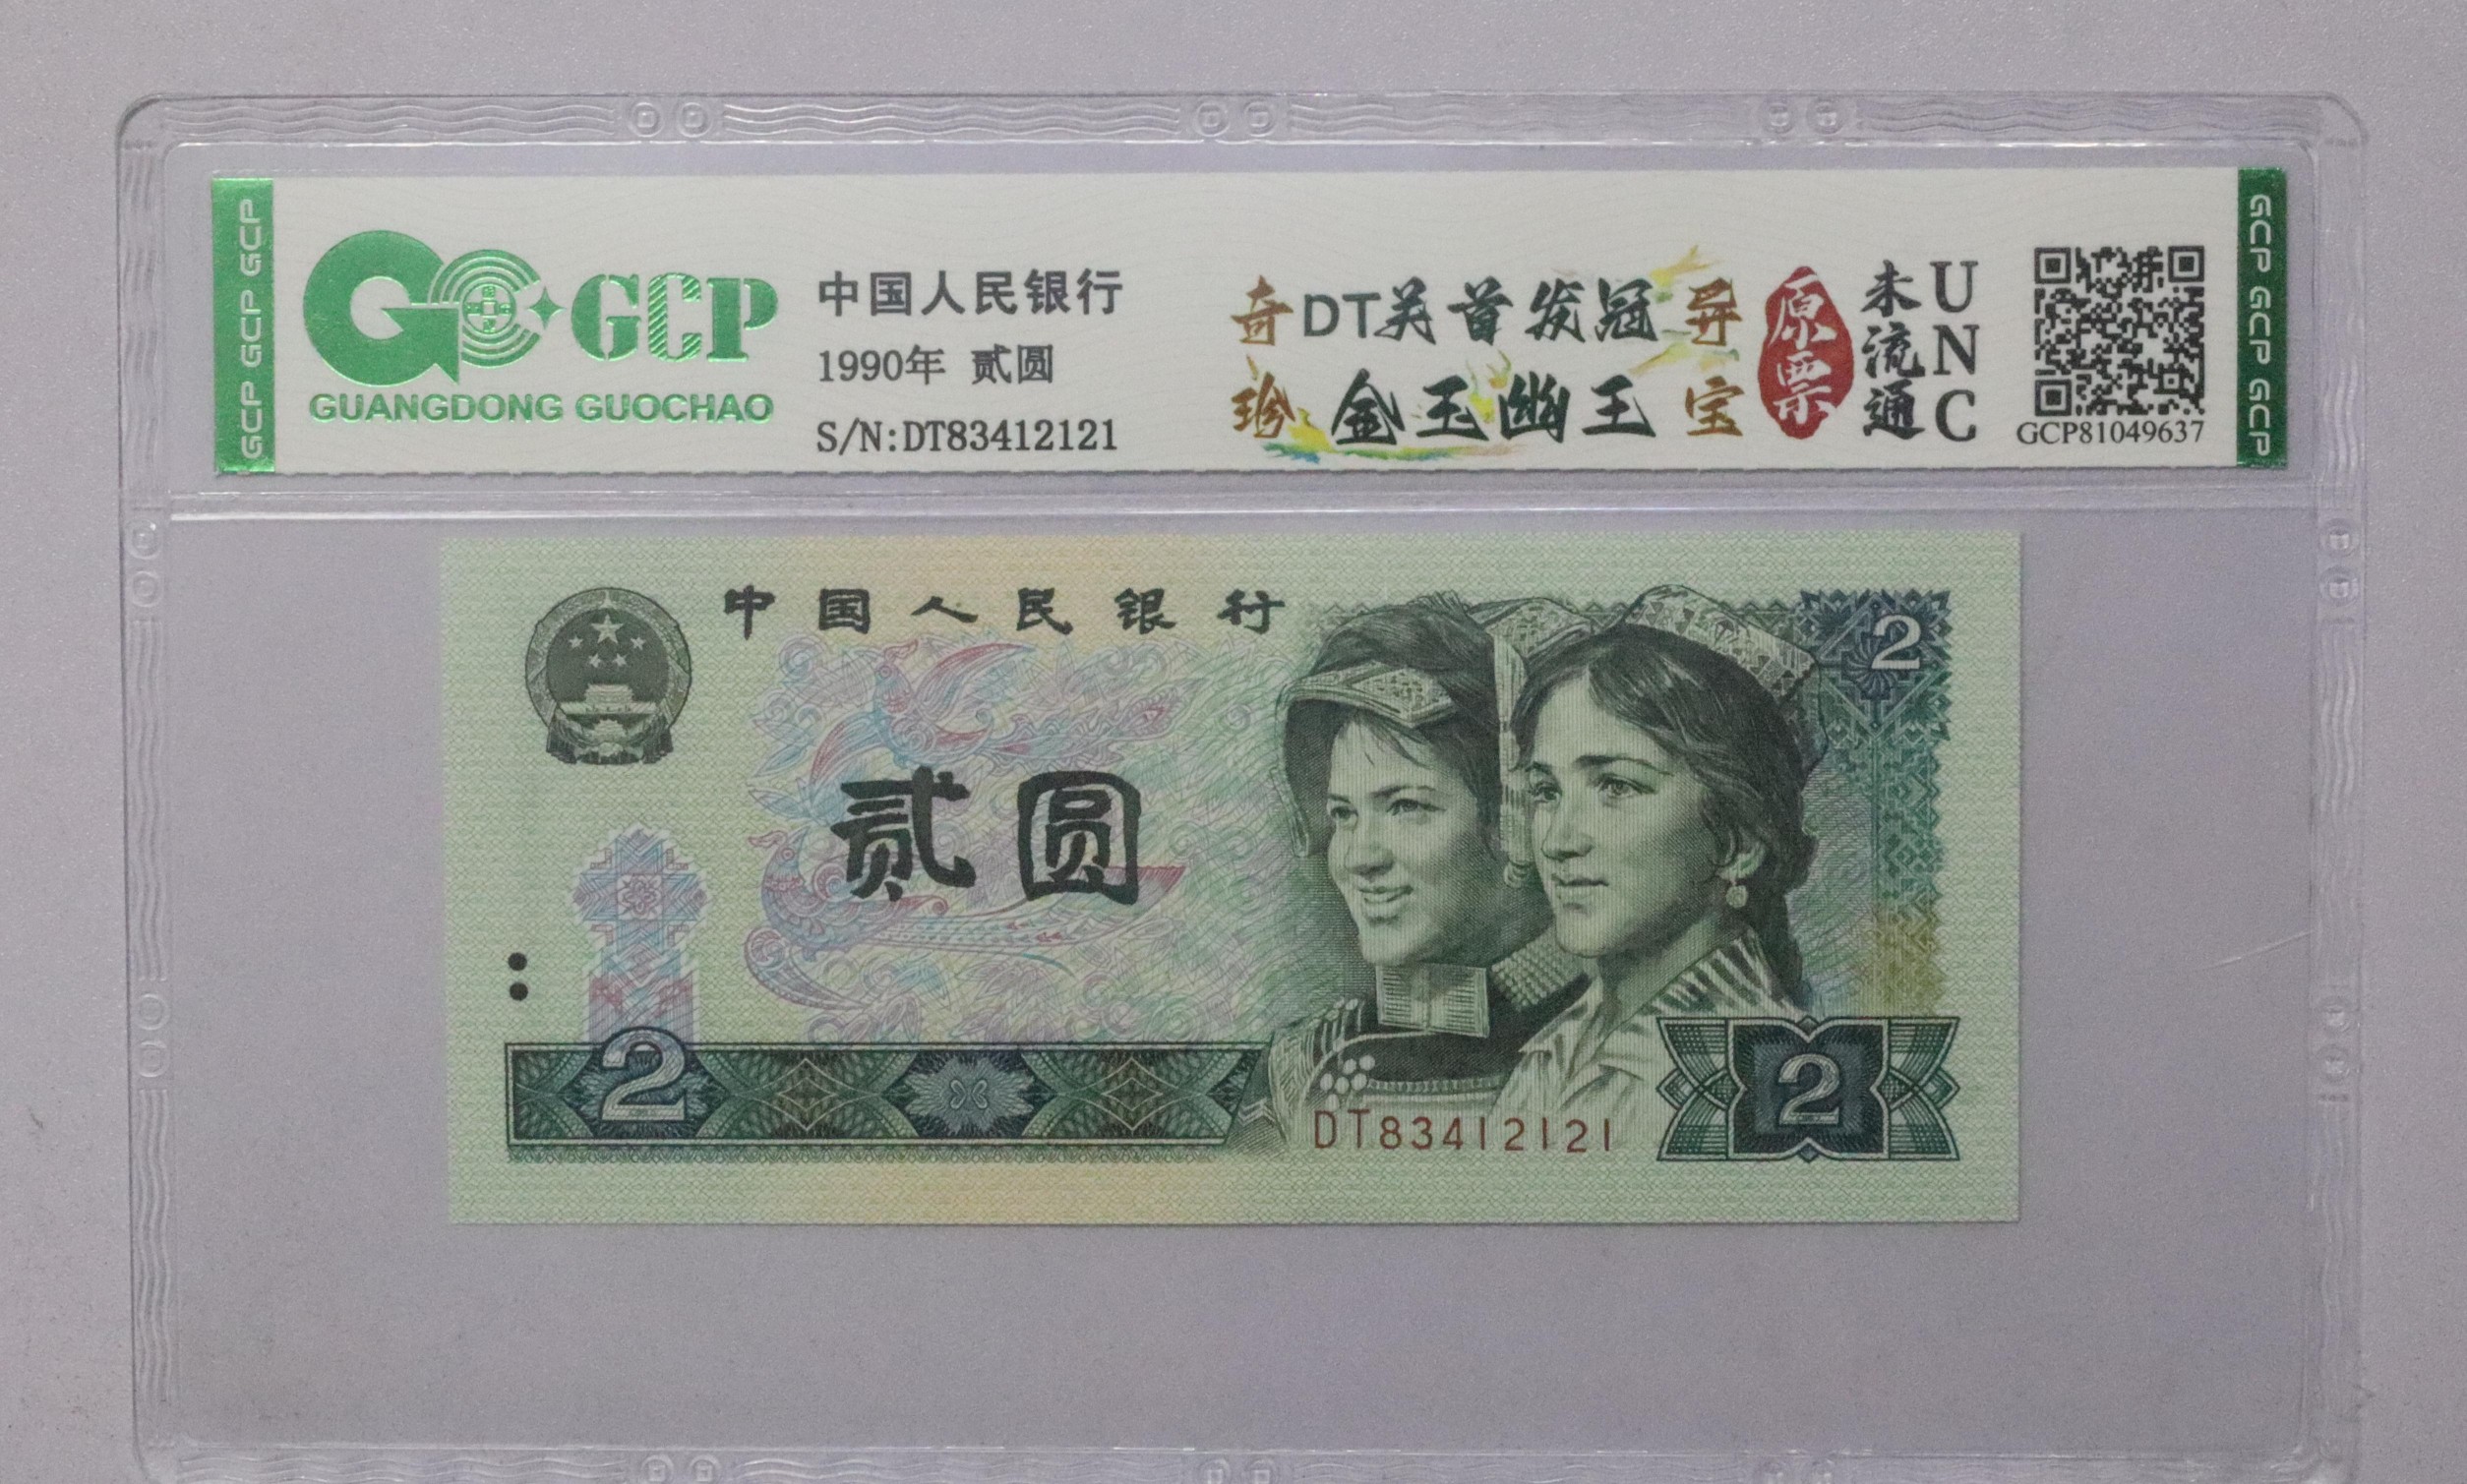 GCP GCP GCP
GCP
GUANGDONG GUOCHAO
中国人民银行
1990年 贰圆
S/N:DT83412121
奇DT关首发冠异
珍金玉幽王宝
原票
未流通
UNC
GCP81049637
GCP GCP GCP
中国人民银行
2
贰圆
2
DT83412121
2